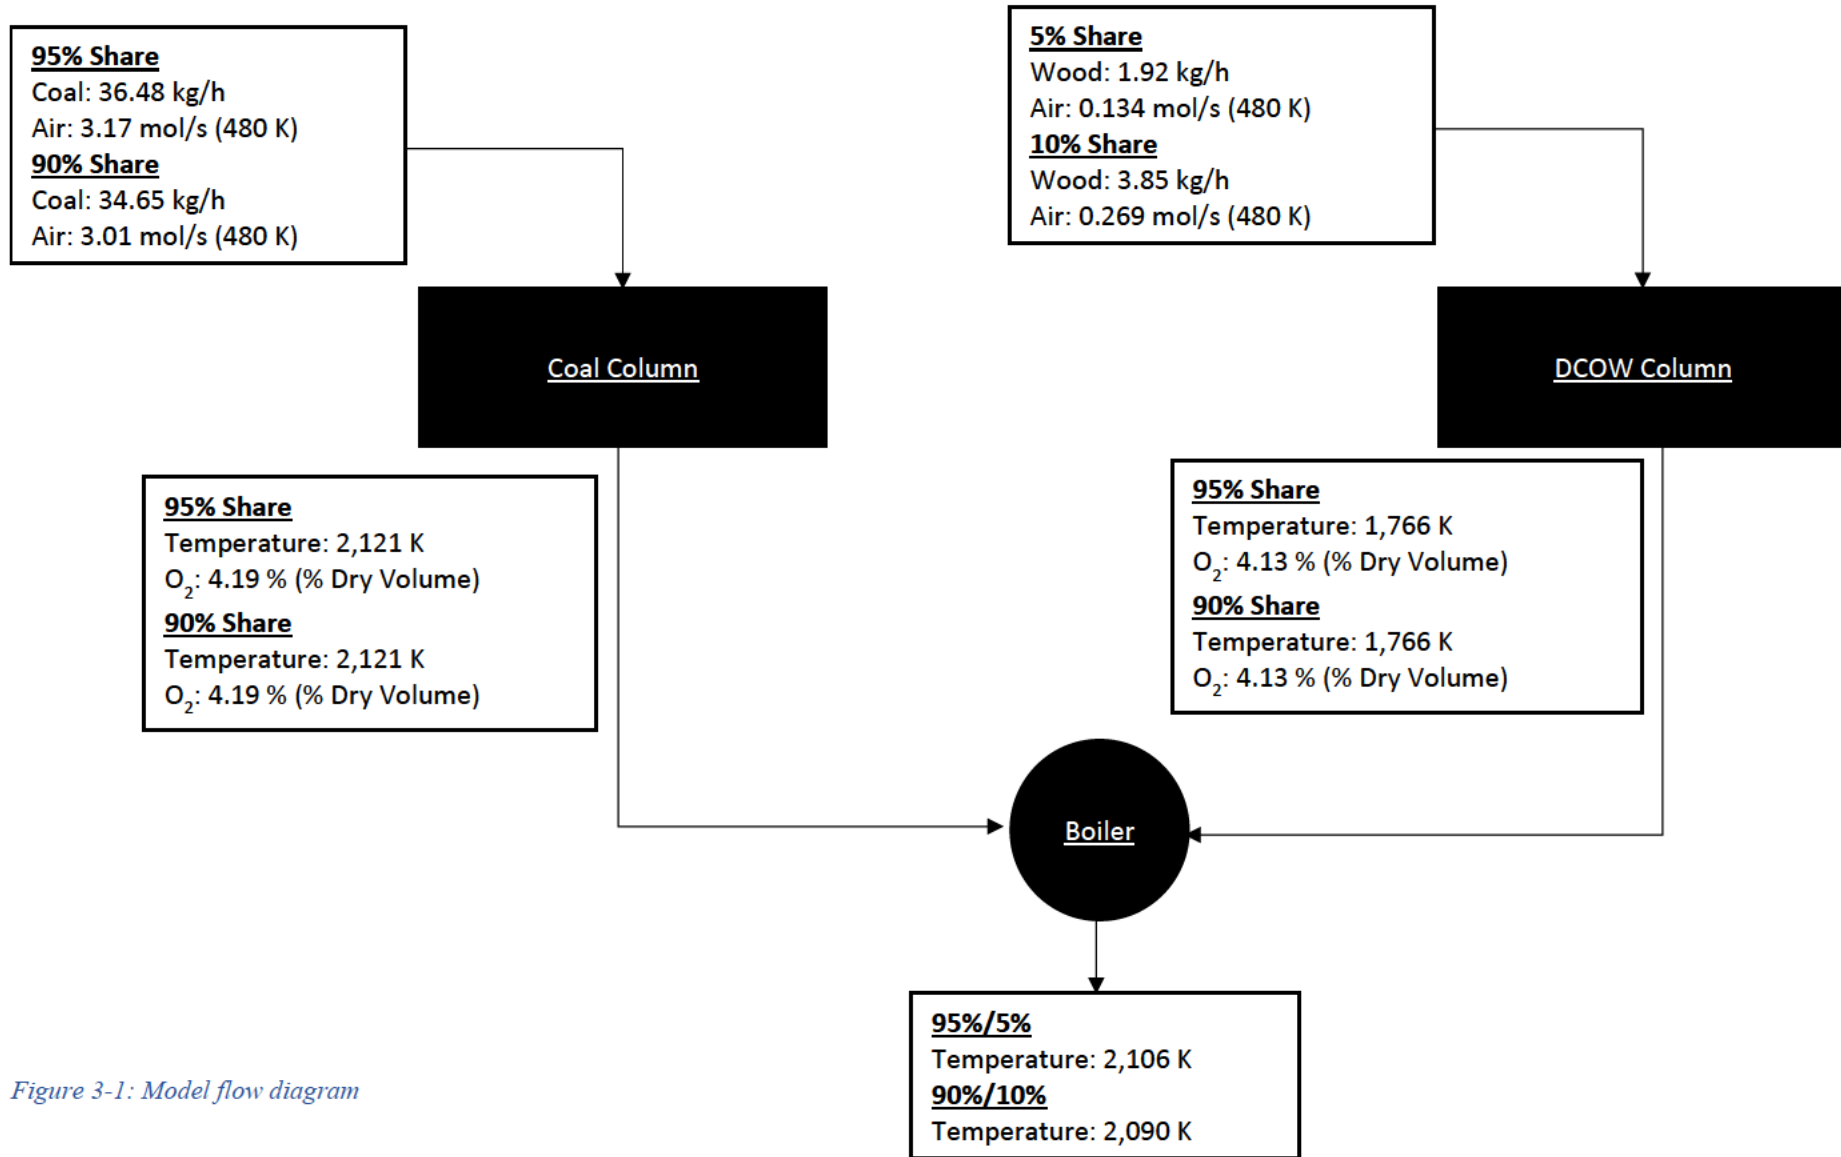 95% Share
Coal: 36.48 kg/h
Air: 3.17 mol/s (480 K)
90% Share
Coal: 34.65 kg/h
Air: 3.01 mol/s (480 K)
5% Share
Wood: 1.92 kg/h
Air: 0.134 mol/s (480 K)
10% Share
Wood: 3.85 kg/h
Air: 0.269 mol/s (480 K)
Coal Column
DCOW Column
95% Share
Temperature: 2,121 K
O₂: 4.19 % (% Dry Volume)
90% Share
Temperature: 2,121 K
O₂: 4.19 % (% Dry Volume)
95% Share
Temperature: 1,766 K
O₂: 4.13 % (% Dry Volume)
90% Share
Temperature: 1,766 K
O₂: 4.13 % (% Dry Volume)
Boiler
95%/5%
Temperature: 2,106 K
90%/10%
Temperature: 2,090 K
Figure 3-1: Model flow diagram